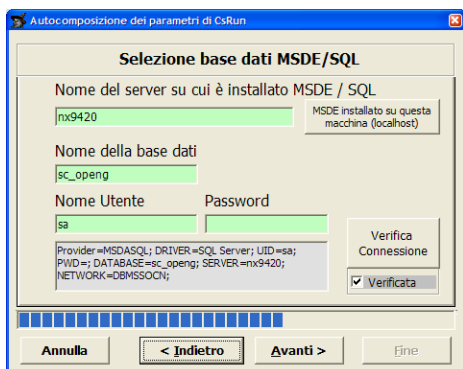 Autocomposizione dei parametri di CsRun
Selezione base dati MSDE/SQL
Nome del server su cui è installato MSDE / SQL
nx9420
MSDE installato su questa
macchina (localhost)
Nome della base dati
sc_openg
Nome Utente Password
sa
Provider=MSDASQL; DRIVER=SQL Server; UID=sa;
PWD=; DATABASE=sc_openg; SERVER=nx9420;
NETWORK=DBMSSOCN;
Verifica
Connessione
Verificata
Annulla < Indietro Avanti > Fine